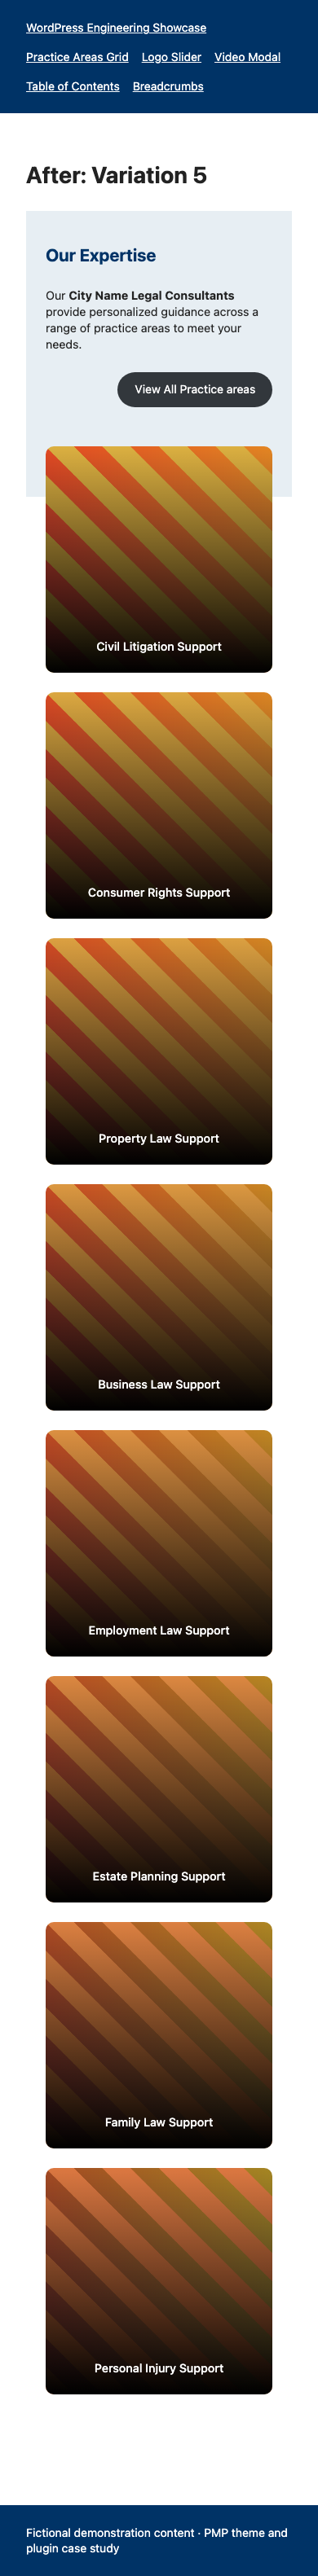 WordPress Engineering Showcase
Practice Areas Grid Logo Slider Video Modal
Table of Contents Breadcrumbs
After: Variation 5
Our Expertise
Our City Name Legal Consultants
provide personalized guidance across a
range of practice areas to meet your
needs.
View All Practice areas
Civil Litigation Support
Consumer Rights Support
Property Law Support
Business Law Support
Employment Law Support
Estate Planning Support
Family Law Support
Personal Injury Support
Fictional demonstration content · PMP theme and
plugin case study